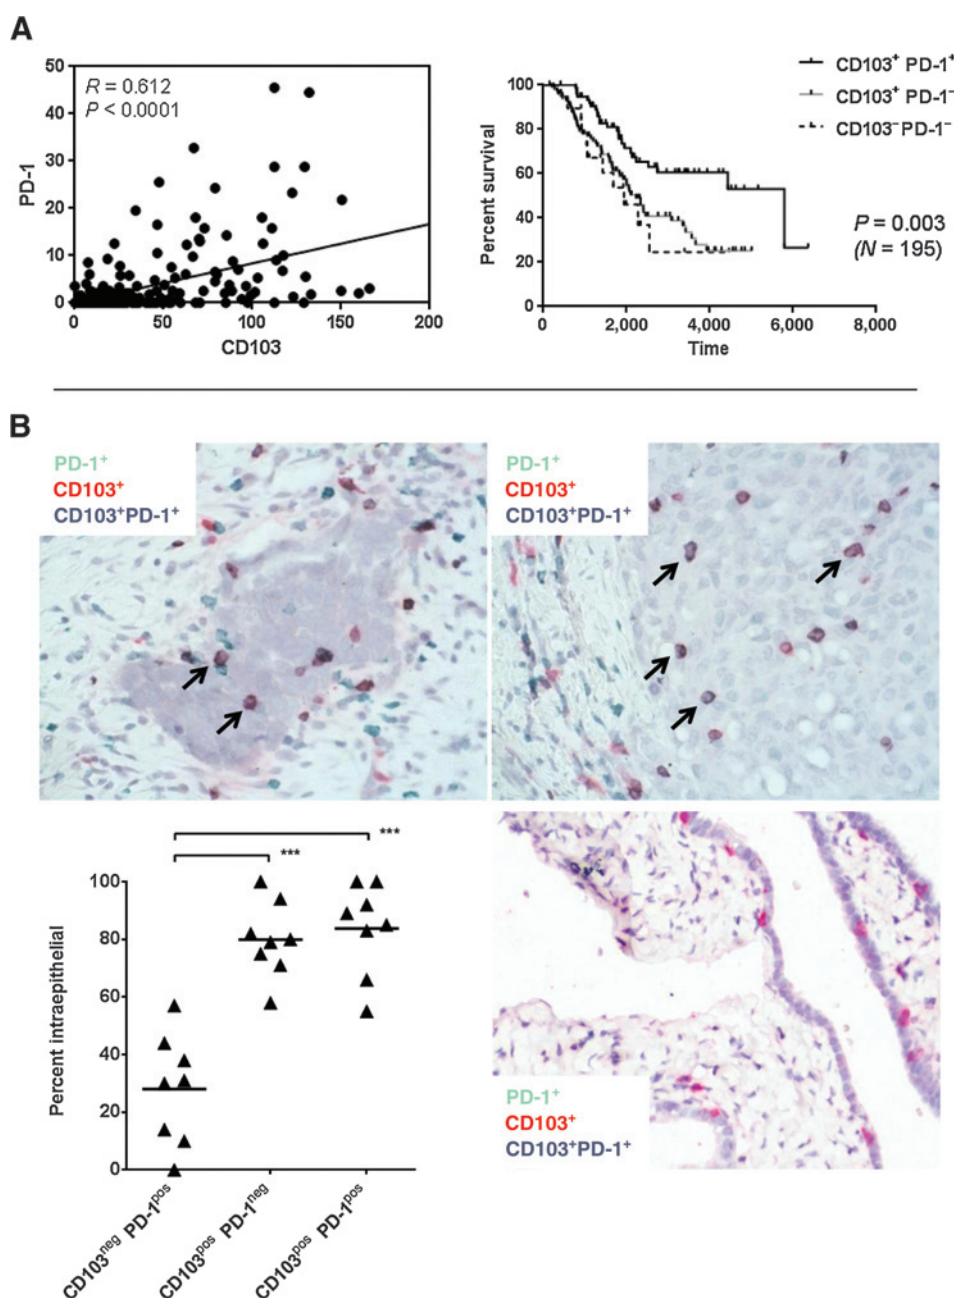 A
R = 0.612
P < 0.0001
PD-1
50
40
30
20
10
0
0 50 100 150 200
CD103
Percent survival
100
80
60
40
20
0
0 2,000 4,000 6,000 8,000
Time
CD103⁺ PD-1⁺
CD103⁺ PD-1⁻
CD103⁻PD-1⁻
P = 0.003
(N = 195)
B
PD-1⁺
CD103⁺
CD103⁺PD-1⁺
PD-1⁺
CD103⁺
CD103⁺PD-1⁺
***
***
Percent intraepithelial
100
80
60
40
20
0
CD103ⁿᵉᵍ PD-1ᵖᵒˢ
CD103ᵖᵒˢ PD-1ⁿᵉᵍ
CD103ᵖᵒˢ PD-1ᵖᵒˢ
PD-1⁺
CD103⁺
CD103⁺PD-1⁺